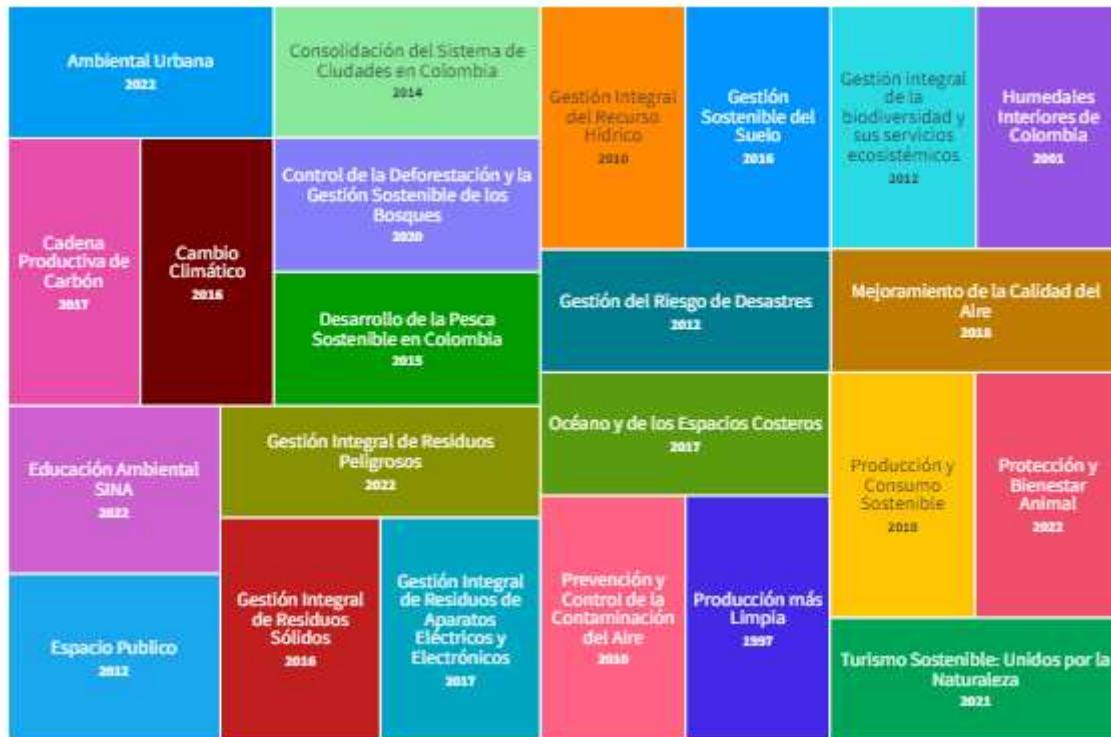 Ambiental Urbana
2022
Consolidación del Sistema de
Ciudades en Colombia
2014
Cadena
Productiva de
Carbón
2017
Cambio
Climático
2016
Control de la Deforestación y la
Gestión Sostenible de los
Bosques
2020
Desarrollo de la Pesca
Sostenible en Colombia
2015
Educación Ambiental
SINA
2022
Gestión Integral de Residuos
Peligrosos
2022
Espacio Publico
2012
Gestión Integral
de Residuos
Sólidos
2016
Gestión Integral
de Residuos de
Aparatos
Eléctricos y
Electrónicos
2017
Gestión Integral
del Recurso
Hídrico
2010
Gestión
Sostenible del
Suelo
2016
Gestión integral
de la
biodiversidad y
sus servicios
ecosistémicos
2012
Humedales
Interiores de
Colombia
2001
Gestión del Riesgo de Desastres
2012
Mejoramiento de la Calidad del
Aire
2018
Océano y de los Espacios Costeros
2017
Producción y
Consumo
Sostenible
2010
Protección y
Bienestar
Animal
2022
Prevención y
Control de la
Contaminación
del Aire
2010
Producción más
Limpia
1997
Turismo Sostenible: Unidos por la
Naturaleza
2021